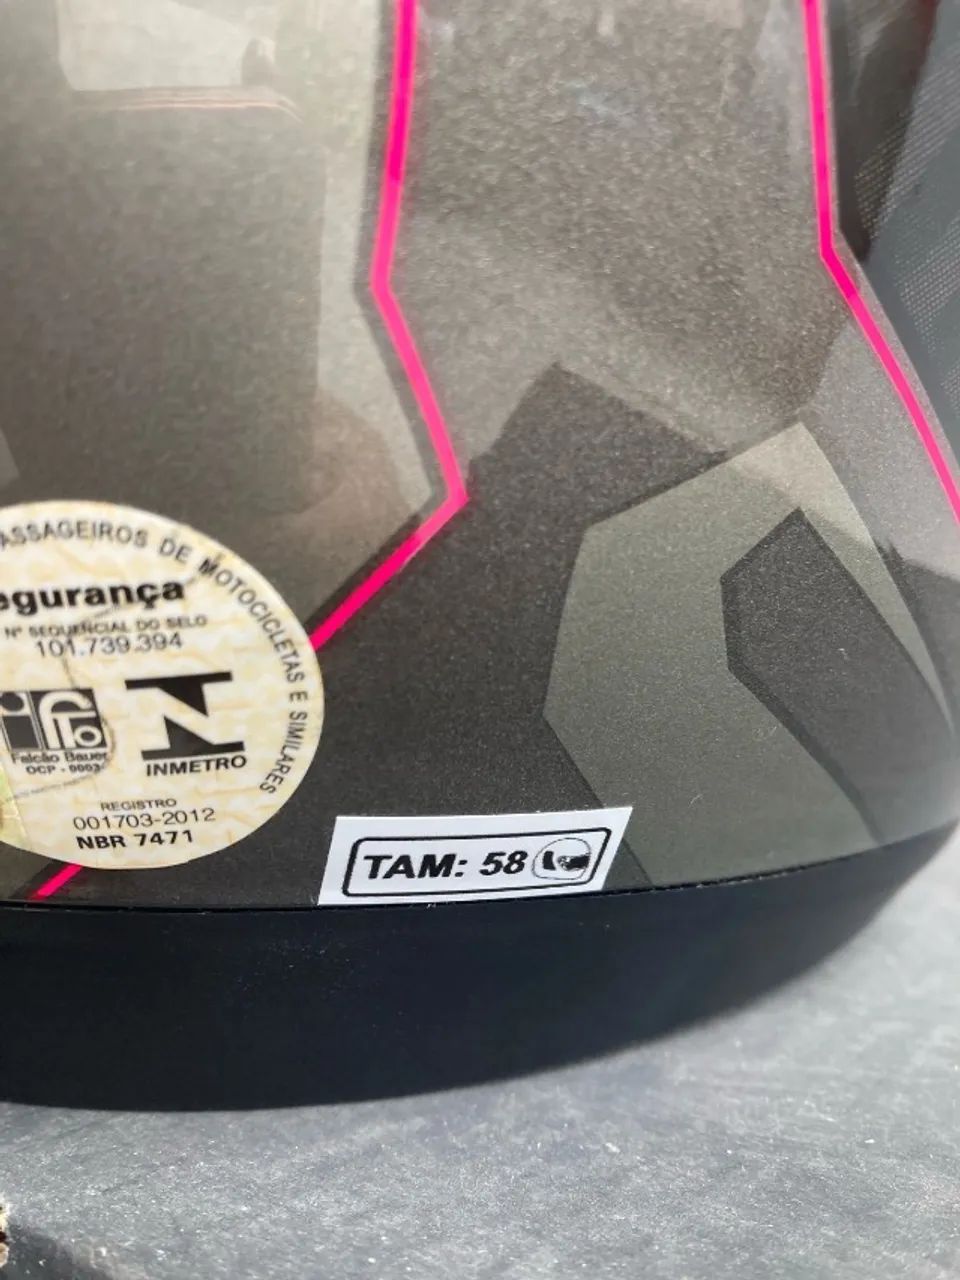 ASSAGEIROS DE MOTOCICLETAS E SIMILARES
egurança
Nº SEQUENCIAL DO SELO
101.739.394
Falcão Bauer
OCP - 0003
INMETRO
REGISTRO
001703-2012
NBR 7471
TAM: 58